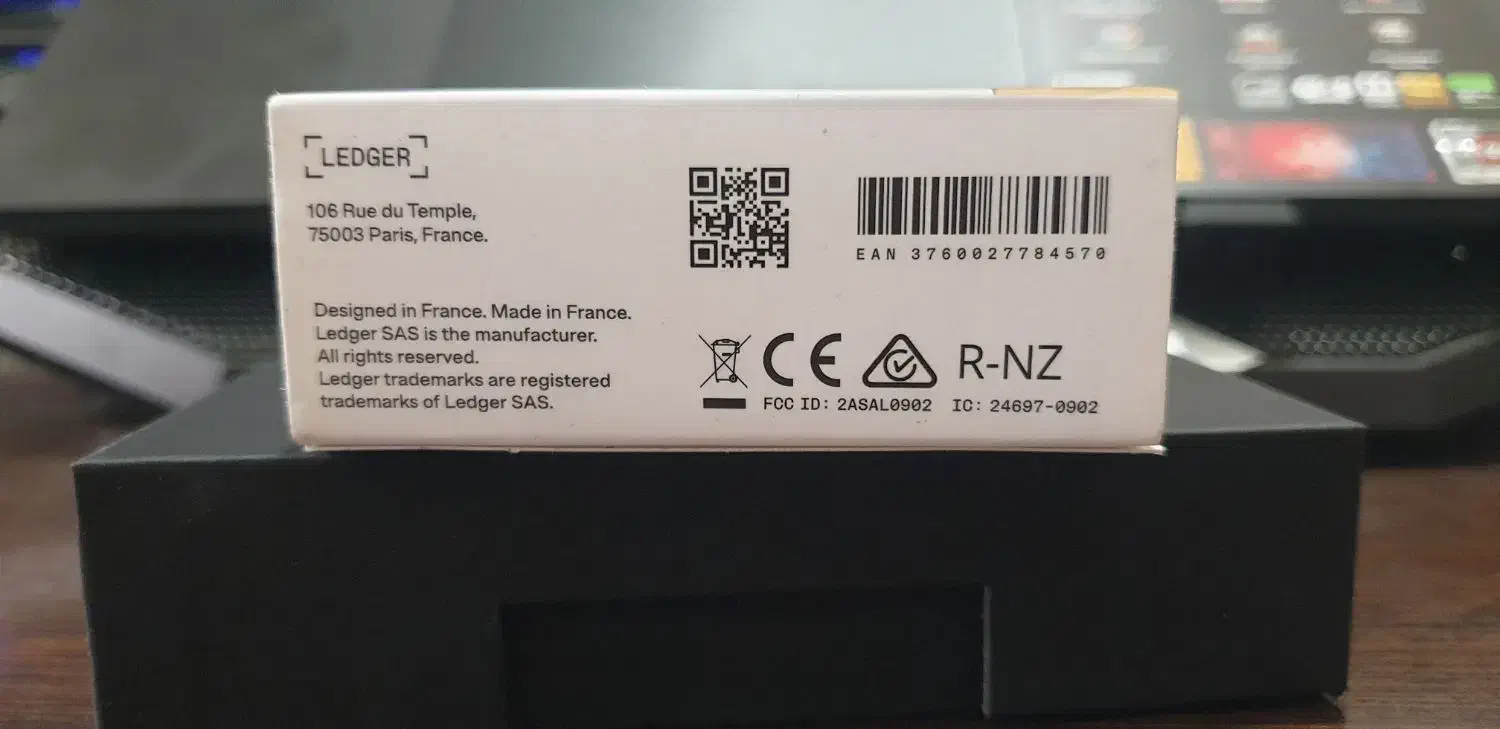 LEDGER
106 Rue du Temple,
75003 Paris, France.
Designed in France. Made in France.
Ledger SAS is the manufacturer.
All rights reserved.
Ledger trademarks are registered
trademarks of Ledger SAS.
EAN 3760027784570
CE R-NZ
FCC ID: 2ASAL0902 IC: 24697-0902